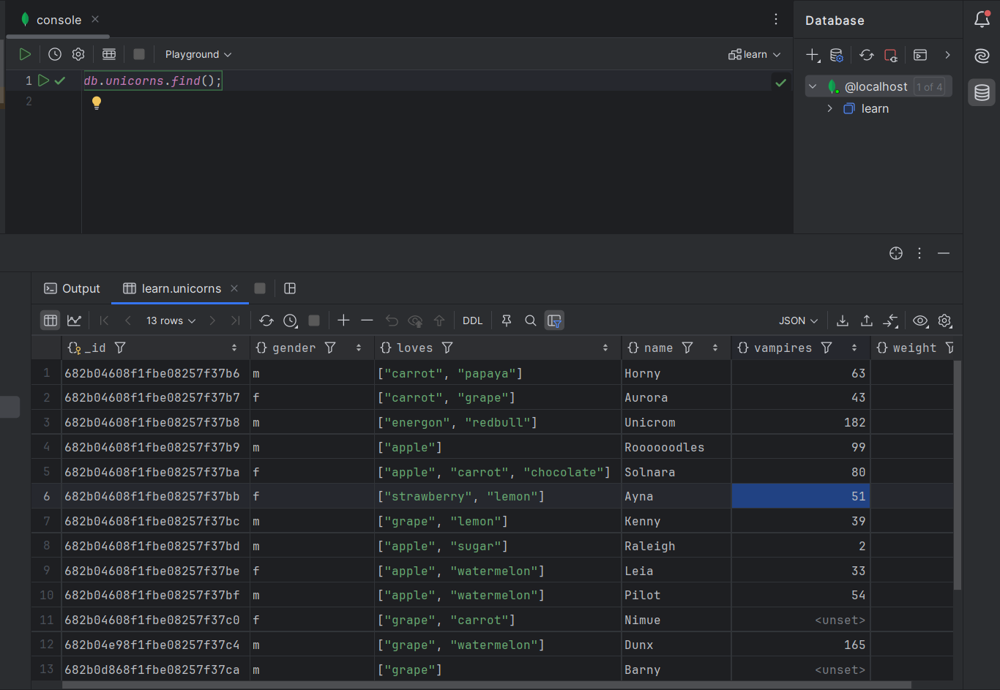 console
Database
Playground
learn
1 db.unicorns.find();
2
@localhost 1 of 4
learn
Output learn.unicorns
13 rows DDL JSON
_id gender loves name vampires weight
1 682b04608f1fbe08257f37b6 m ["carrot", "papaya"] Horny 63
2 682b04608f1fbe08257f37b7 f ["carrot", "grape"] Aurora 43
3 682b04608f1fbe08257f37b8 m ["energon", "redbull"] Unicrom 182
4 682b04608f1fbe08257f37b9 m ["apple"] Roooooodles 99
5 682b04608f1fbe08257f37ba f ["apple", "carrot", "chocolate"] Solnara 80
6 682b04608f1fbe08257f37bb f ["strawberry", "lemon"] Ayna 51
7 682b04608f1fbe08257f37bc m ["grape", "lemon"] Kenny 39
8 682b04608f1fbe08257f37bd m ["apple", "sugar"] Raleigh 2
9 682b04608f1fbe08257f37be f ["apple", "watermelon"] Leia 33
10 682b04608f1fbe08257f37bf m ["apple", "watermelon"] Pilot 54
11 682b04608f1fbe08257f37c0 f ["grape", "carrot"] Nimue <unset>
12 682b04e98f1fbe08257f37c4 m ["grape", "watermelon"] Dunx 165
13 682b0d868f1fbe08257f37ca m ["grape"] Barny <unset>